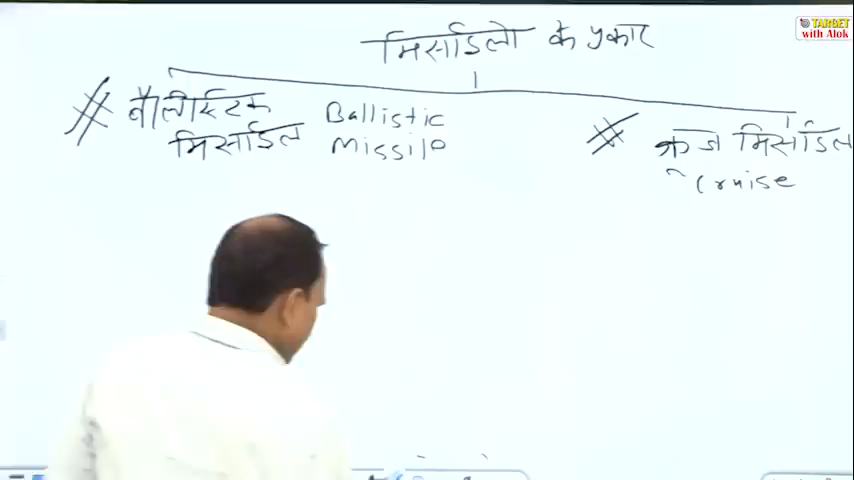 TARGET
with Alok
मिसाइलो के प्रकार
# बैलीस्टिक Ballistic
मिसाइल Missile
# क्रूज मिसाइल
Cruise